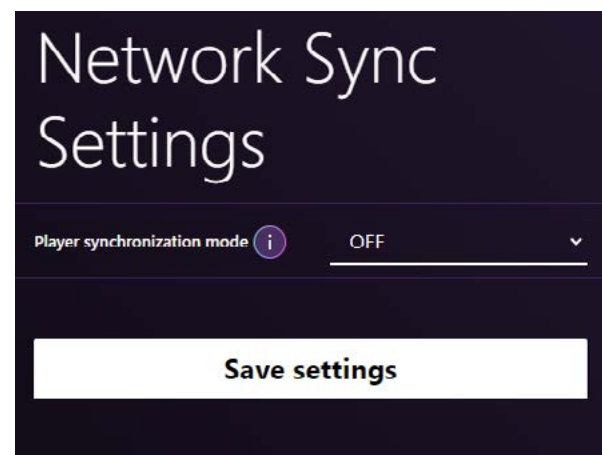 Network Sync
Settings
Player synchronization mode i OFF
Save settings